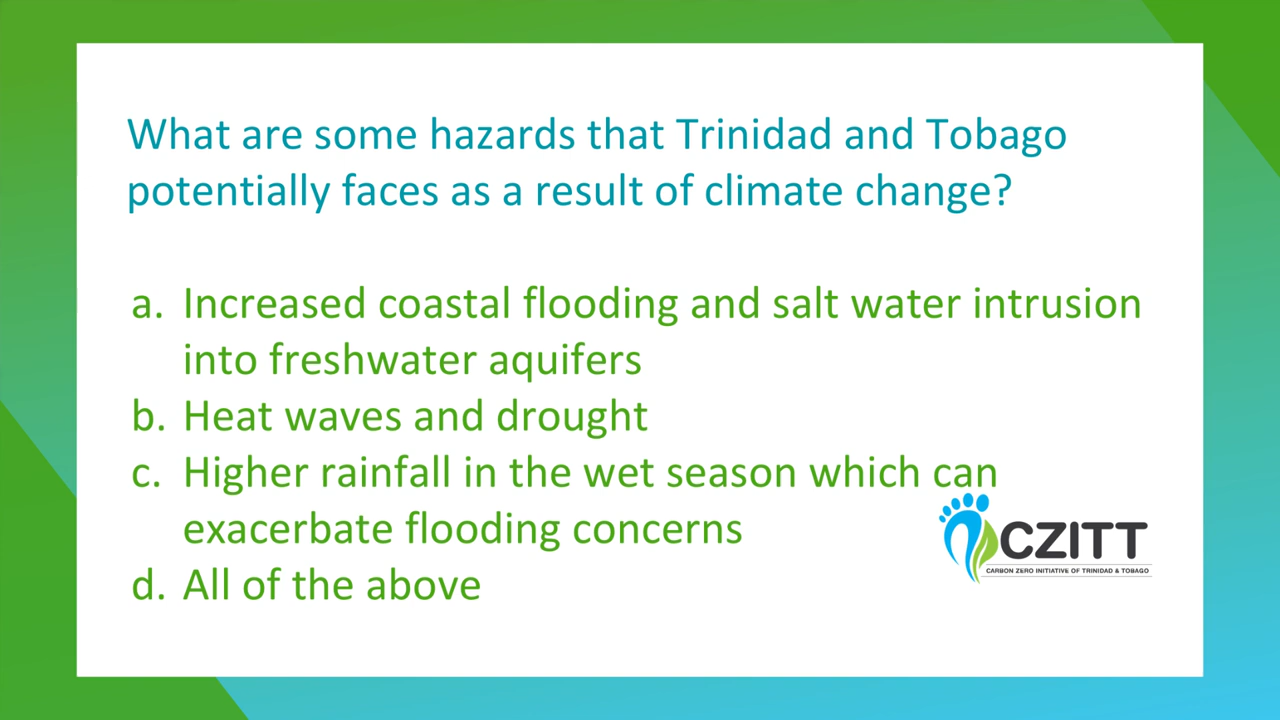 What are some hazards that Trinidad and Tobago
potentially faces as a result of climate change?
a. Increased coastal flooding and salt water intrusion
into freshwater aquifers
b. Heat waves and drought
c. Higher rainfall in the wet season which can
exacerbate flooding concerns
d. All of the above
CZITT
CARBON ZERO INITIATIVE OF TRINIDAD & TOBAGO